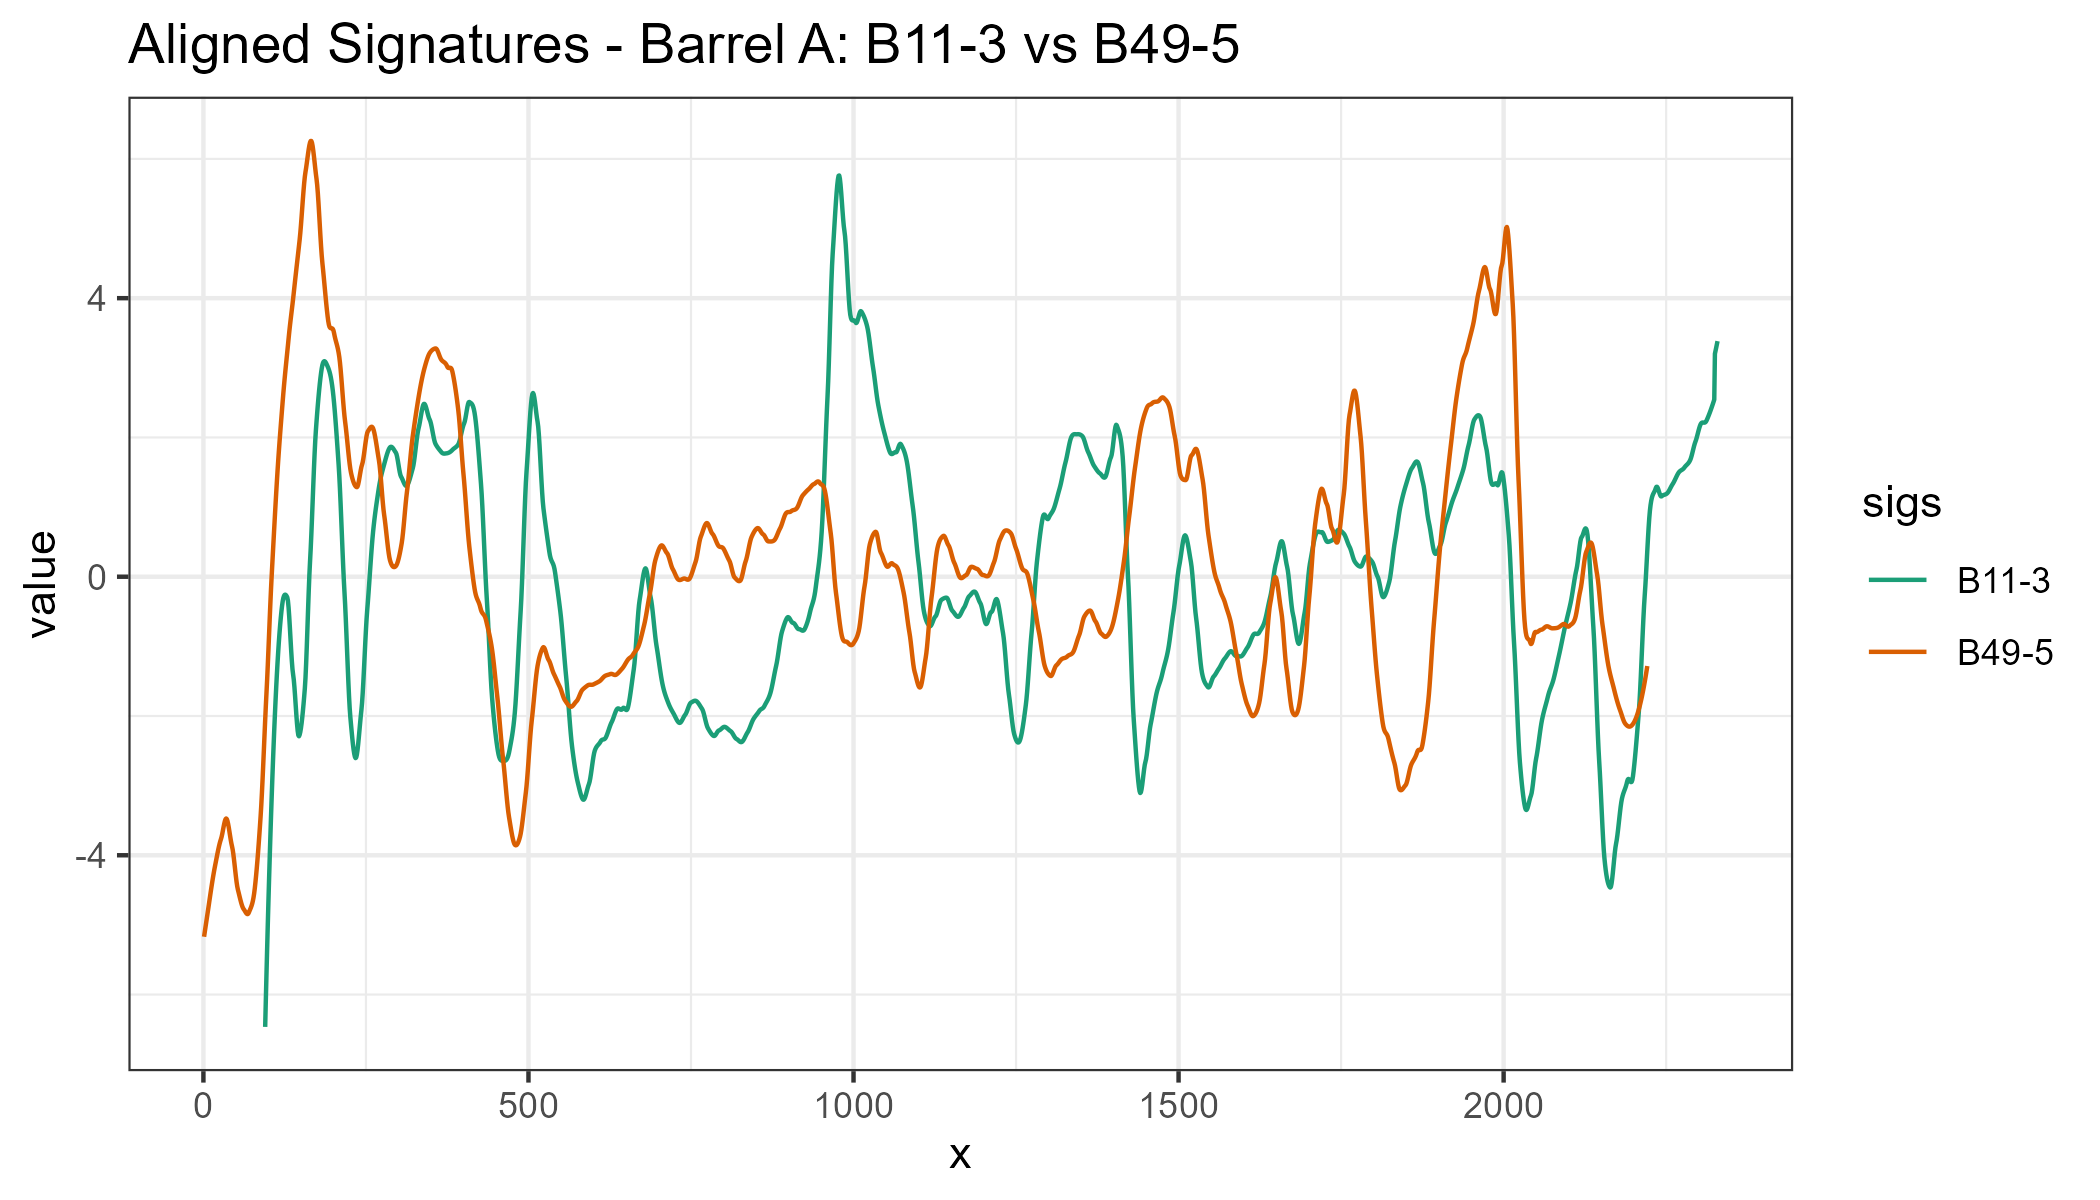 Aligned Signatures - Barrel A: B11-3 vs B49-5
value
4
0
-4
0 500 1000 1500 2000
x
sigs
B11-3
B49-5